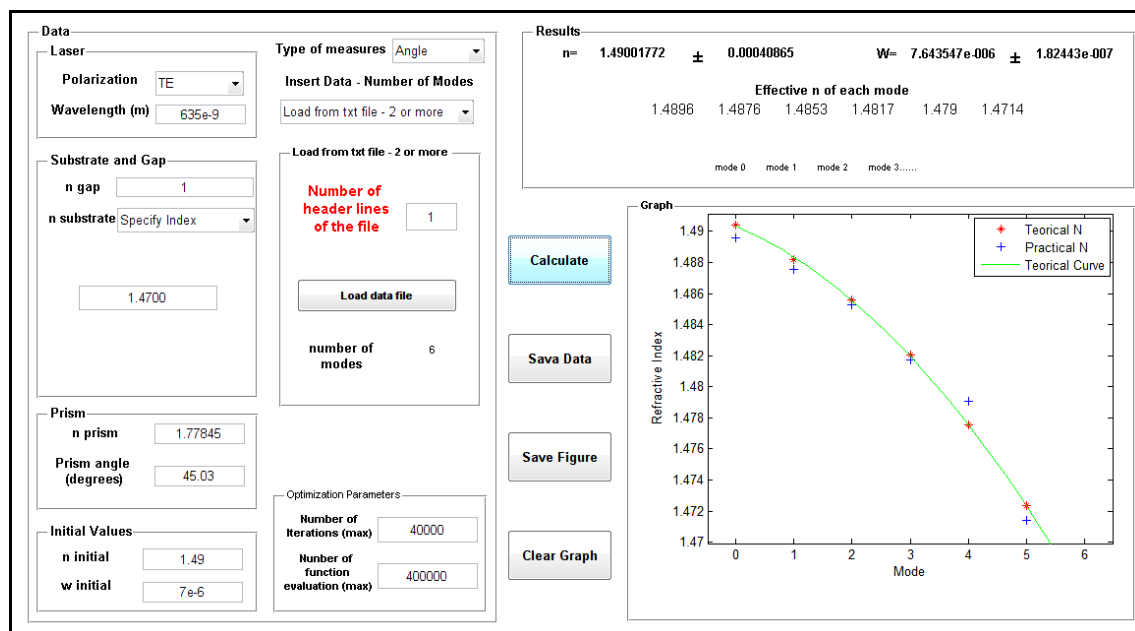 Data
Laser
Polarization TE
Wavelength (m) 635e-9
Type of measures Angle
Insert Data - Number of Modes
Load from txt file - 2 or more
Substrate and Gap
n gap 1
n substrate Specify Index
1.4700
Load from txt file - 2 or more
Number of
header lines
of the file
1
Load data file
number of
modes
6
Prism
n prism 1.77845
Prism angle
(degrees)
45.03
Initial Values
n initial 1.49
w initial 7e-6
Optimization Parameters
Number of
Iterations (max)
40000
Number of
function
evaluation (max)
400000
Calculate
Sava Data
Save Figure
Clear Graph
Results
n= 1.49001772 ± 0.00040865 W= 7.643547e-006 ± 1.82443e-007
Effective n of each mode
1.4896 1.4876 1.4853 1.4817 1.479 1.4714
mode 0 mode 1 mode 2 mode 3......
Graph
Teorical N
Practical N
Teorical Curve
1.49
1.488
1.486
1.484
1.482
1.48
1.478
1.476
1.474
1.472
1.47
Refractive Index
0 1 2 3 4 5 6
Mode